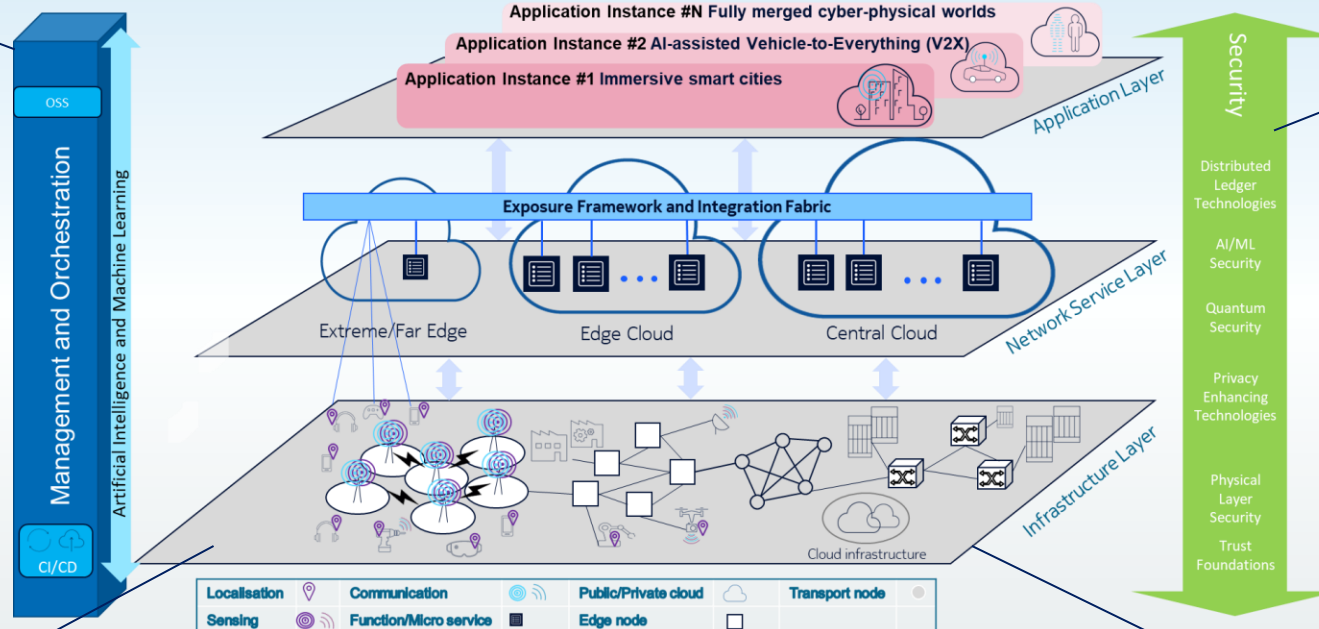 Application Instance #N Fully merged cyber-physical worlds
Application Instance #2 AI-assisted Vehicle-to-Everything (V2X)
Application Instance #1 Immersive smart cities
Application Layer
OSS
Management and Orchestration
CI/CD
Artificial Intelligence and Machine Learning
Exposure Framework and Integration Fabric
Extreme/Far Edge
Edge Cloud
Central Cloud
Network Service Layer
Cloud infrastructure
Infrastructure Layer
Security
Distributed
Ledger
Technologies
AI/ML
Security
Quantum
Security
Privacy
Enhancing
Technologies
Physical
Layer
Security
Trust
Foundations
Localisation Communication Public/Private cloud Transport node
Sensing Function/Micro service Edge node